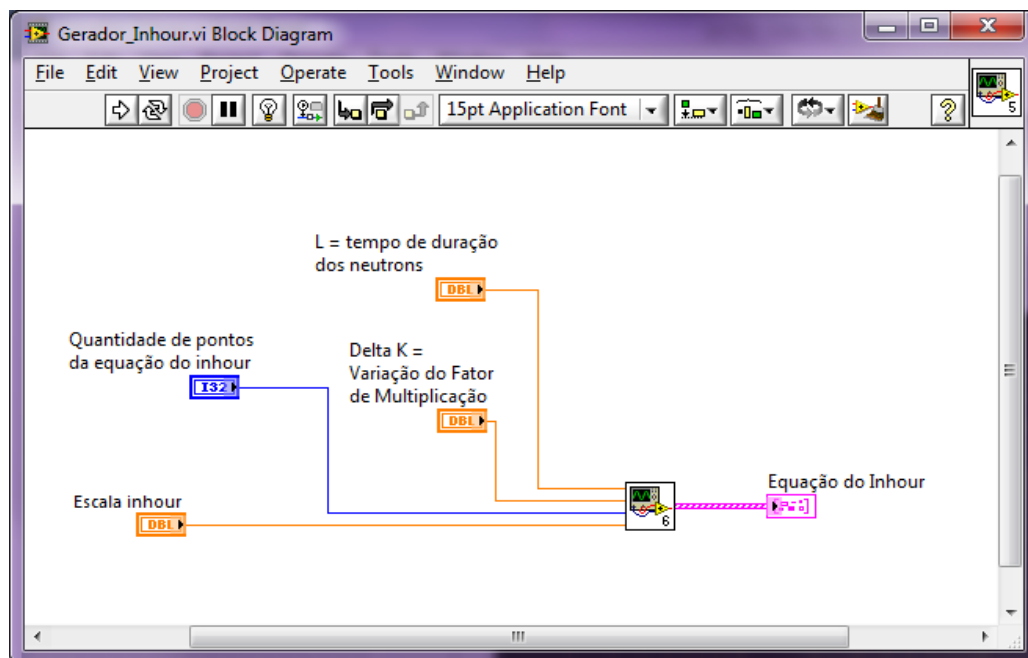 Gerador_Inhour.vi Block Diagram
File Edit View Project Operate Tools Window Help
15pt Application Font
5
L = tempo de duração
dos neutrons
DBL
Quantidade de pontos
da equação do inhour
I32
Delta K =
Variação do Fator
de Multiplicação
DBL
Escala inhour
DBL
6
Equação do Inhour